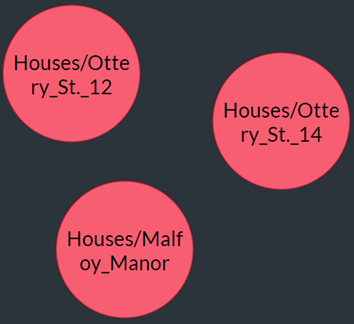 Houses/Otte
ry_St._12
Houses/Otte
ry_St._14
Houses/Malf
oy_Manor